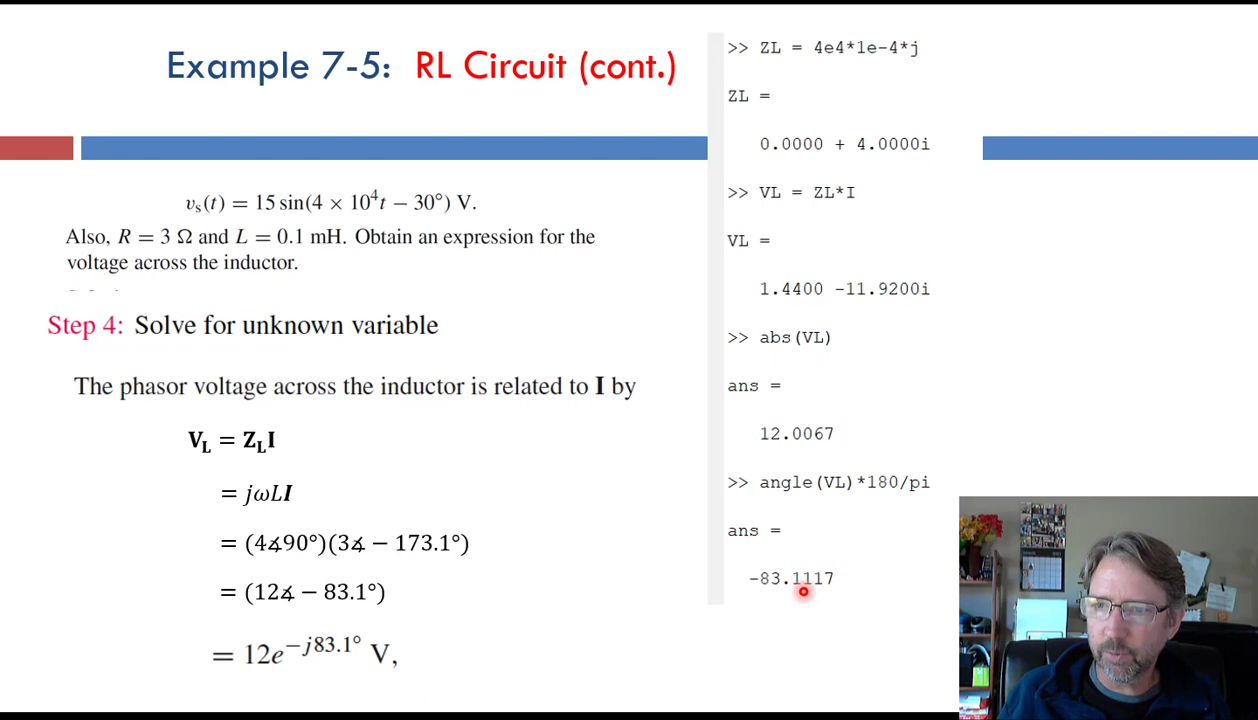 Example 7-5: RL Circuit (cont.)
v_s(t) = 15 sin(4 × 10⁴t − 30°) V.
Also, R = 3 Ω and L = 0.1 mH. Obtain an expression for the
voltage across the inductor.
Step 4: Solve for unknown variable
The phasor voltage across the inductor is related to I by
V_L = Z_L I
= jωLI
= (4∡90°)(3∡ − 173.1°)
= (12∡ − 83.1°)
= 12e^{−j83.1°} V,
>> ZL = 4e4*1e-4*j
ZL =
0.0000 + 4.0000i
>> VL = ZL*I
VL =
1.4400 -11.9200i
>> abs(VL)
ans =
12.0067
>> angle(VL)*180/pi
ans =
-83.1117